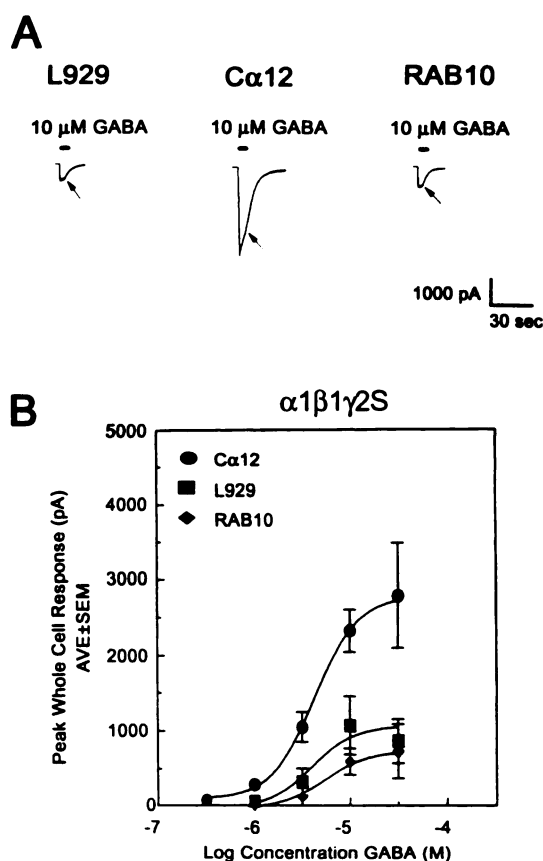 A
L929 Cα12 RAB10
10 μM GABA 10 μM GABA 10 μM GABA
1000 pA
30 sec
B
α1β1γ2S
Peak Whole Cell Response (pA)
AVE±SEM
5000
4000
3000
2000
1000
0
Cα12
L929
RAB10
-7 -6 -5 -4 -3
Log Concentration GABA (M)